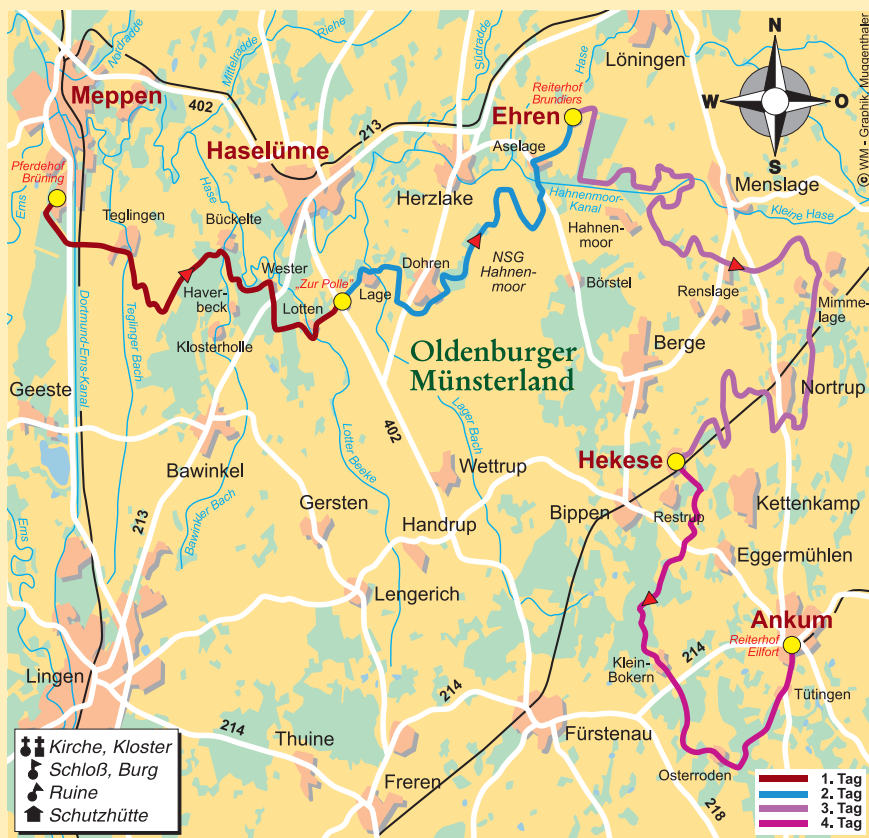 Nordradde
Mittelradde
Riehe
Südradde
Hase
Löningen
© WM - Graphik, Muggenthaler
N
W
O
S
Meppen
402
213
Haselünne
Reiterhof
Brundiers
Ehren
Aselage
Herzlake
Menslage
Kleine Hase
Hahnenmoor-
Kanal
Hahnen-
moor
Pferdehof
Brüning
Ems
Teglingen
Hase
Bückelte
Wester
„Zur Polle"
Lage
Dohren
NSG
Hahnen-
moor
Börstel
Renslage
Mimme-
lage
Haver-
beck
Lotten
Klosterholle
Dortmund-Ems-Kanal
Teglinger Bach
Oldenburger
Münsterland
Berge
Nortrup
Geeste
402
Lager Bach
Lotter Beeke
Bawinkel
Bawinkler Bach
213
Wettrup
Hekese
Gersten
Handrup
Bippen
Restrup
Kettenkamp
Ems
Eggermühlen
Lengerich
Ankum
Reiterhof
Eilfort
214
Klein-
Bokern
Lingen
Tütingen
214
214
Thuine
Fürstenau
Freren
Osterroden
218
Kirche, Kloster
Schloß, Burg
Ruine
Schutzhütte
1. Tag
2. Tag
3. Tag
4. Tag